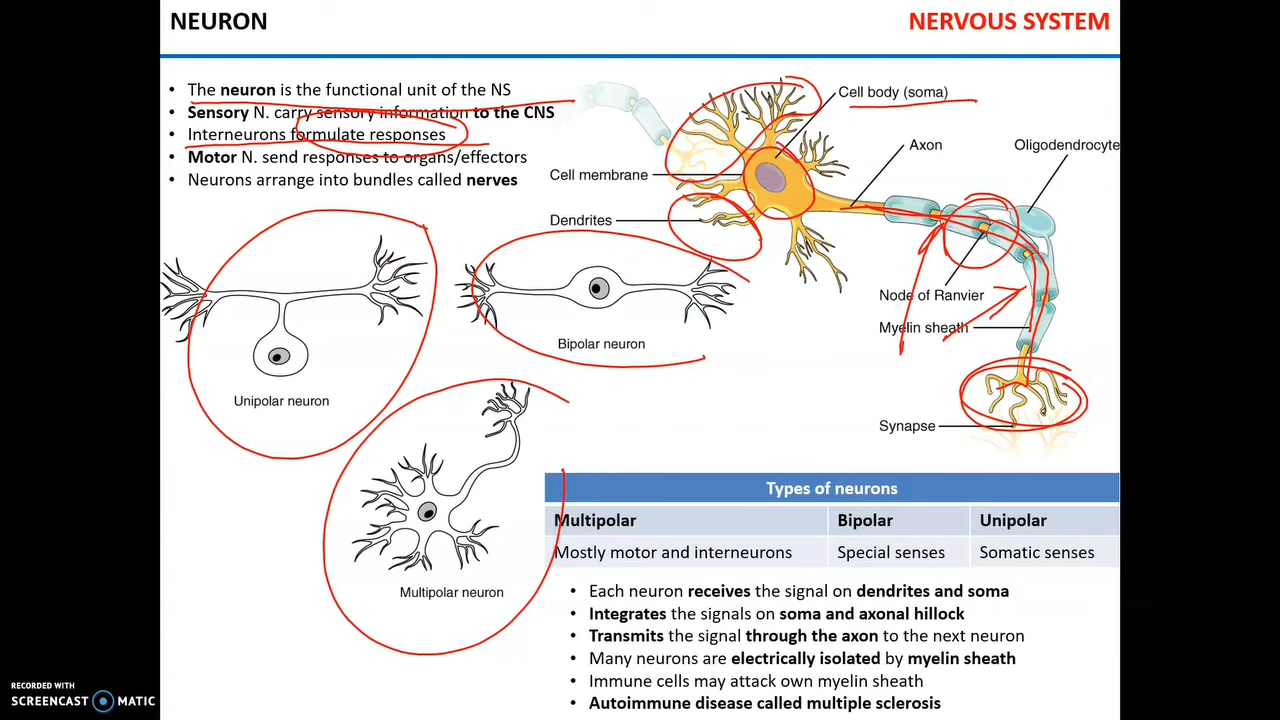 NEURON
NERVOUS SYSTEM
• The neuron is the functional unit of the NS
• Sensory N. carry sensory information to the CNS
• Interneurons formulate responses
• Motor N. send responses to organs/effectors
• Neurons arrange into bundles called nerves
Cell body (soma)
Axon
Oligodendrocyte
Cell membrane
Dendrites
Node of Ranvier
Myelin sheath
Synapse
Unipolar neuron
Bipolar neuron
Multipolar neuron
Types of neurons
Multipolar Bipolar Unipolar
Mostly motor and interneurons Special senses Somatic senses
• Each neuron receives the signal on dendrites and soma
• Integrates the signals on soma and axonal hillock
• Transmits the signal through the axon to the next neuron
• Many neurons are electrically isolated by myelin sheath
• Immune cells may attack own myelin sheath
• Autoimmune disease called multiple sclerosis
RECORDED WITH
SCREENCAST MATIC